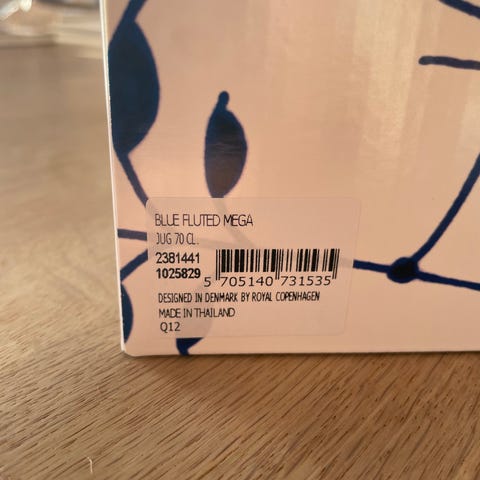 BLUE FLUTED MEGA
JUG 70 CL.
2381441
1025829
5 705140 731535
DESIGNED IN DENMARK BY ROYAL COPENHAGEN
MADE IN THAILAND
Q12